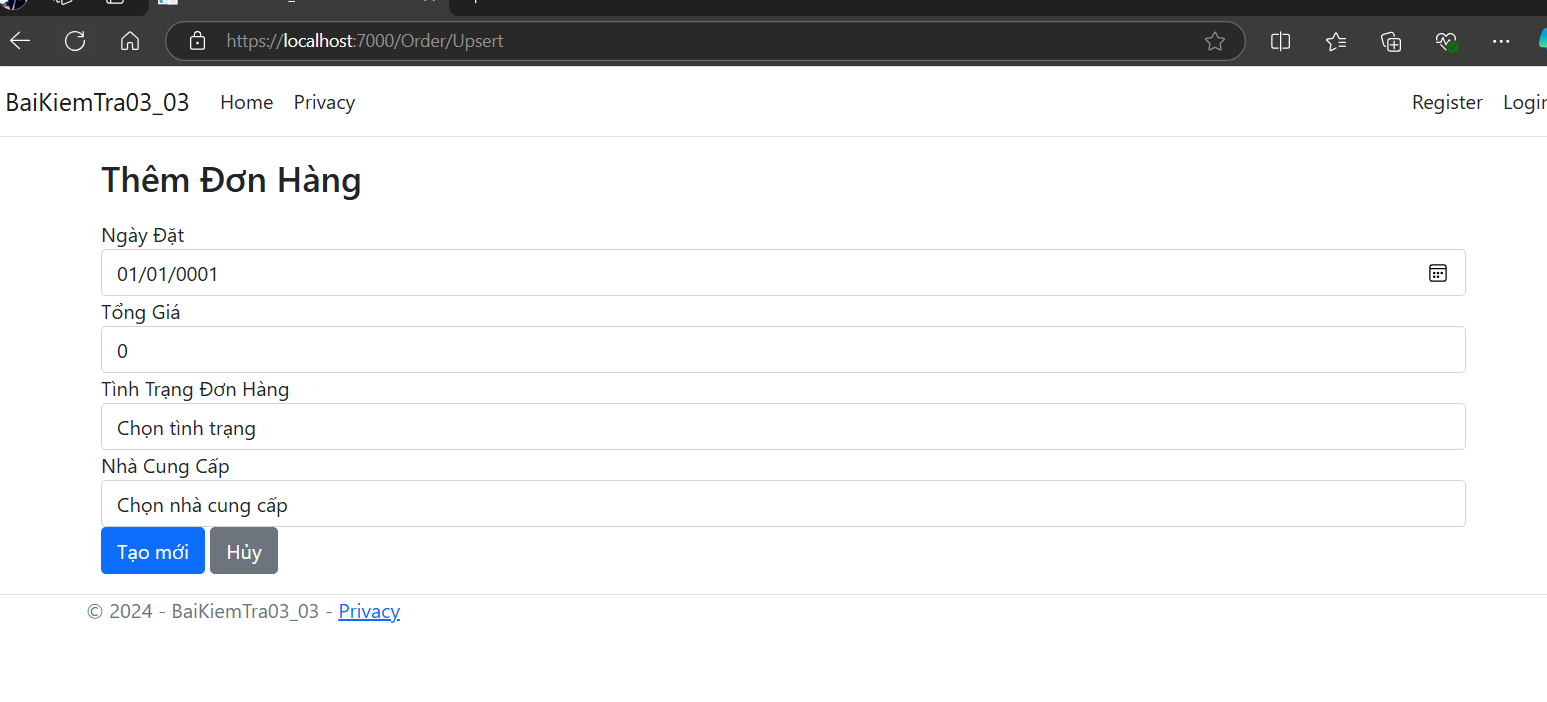 https://localhost:7000/Order/Upsert
BaiKiemTra03_03 Home Privacy Register
Thêm Đơn Hàng
Ngày Đặt
01/01/0001
Tổng Giá
0
Tình Trạng Đơn Hàng
Chọn tình trạng
Nhà Cung Cấp
Chọn nhà cung cấp
Tạo mới Hủy
© 2024 - BaiKiemTra03_03 - Privacy